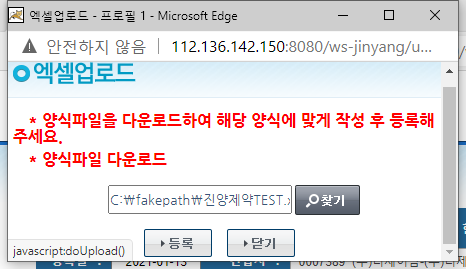 엑셀업로드 - 프로필 1 - Microsoft Edge
안전하지 않음 | 112.136.142.150:8080/ws-jinyang/u...
엑셀업로드
* 양식파일을 다운로드하여 해당 양식에 맞게 작성 후 등록해
주세요.
* 양식파일 다운로드
C:\fakepath\진양제약TEST.x 찾기
등록 닫기
javascript:doUpload()
2021-01-13